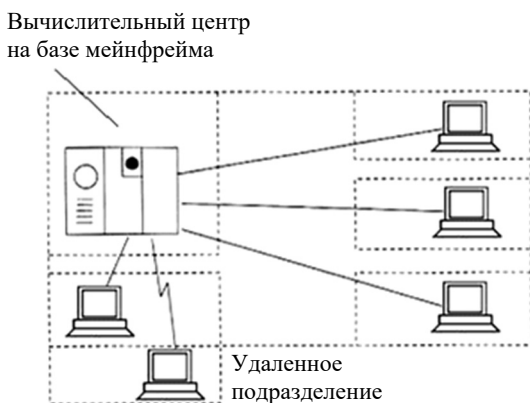 Вычислительный центр
на базе мейнфрейма
Удаленное
подразделение